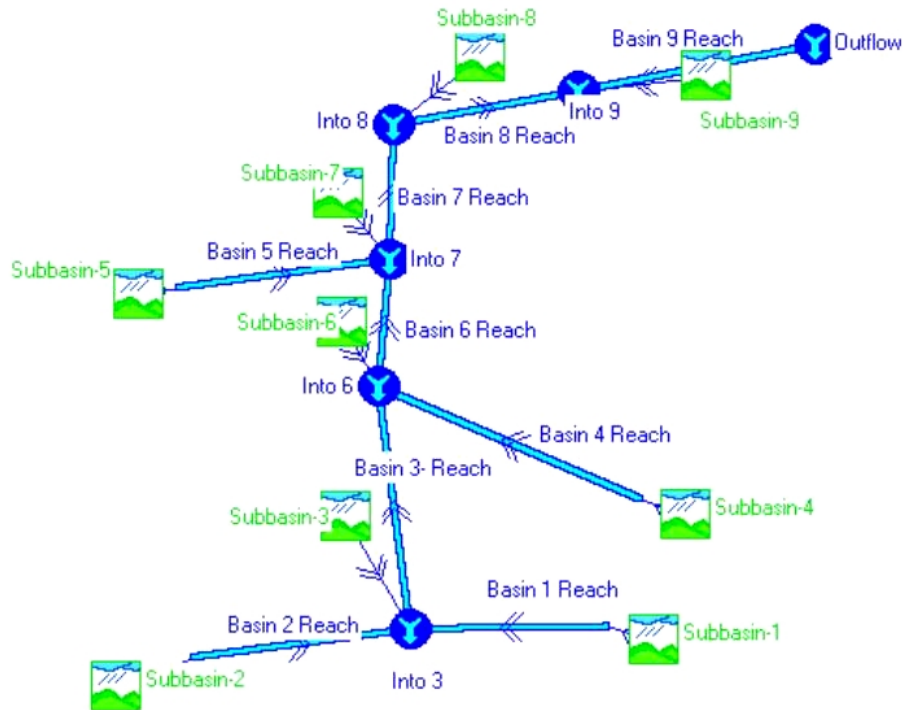 Subbasin-8
Basin 9 Reach
Outflow
Into 8
Into 9
Basin 8 Reach
Subbasin-9
Subbasin-7
Basin 7 Reach
Basin 5 Reach
Into 7
Subbasin-5
Subbasin-6
Basin 6 Reach
Into 6
Basin 4 Reach
Basin 3- Reach
Subbasin-3
Subbasin-4
Basin 1 Reach
Basin 2 Reach
Subbasin-1
Subbasin-2
Into 3